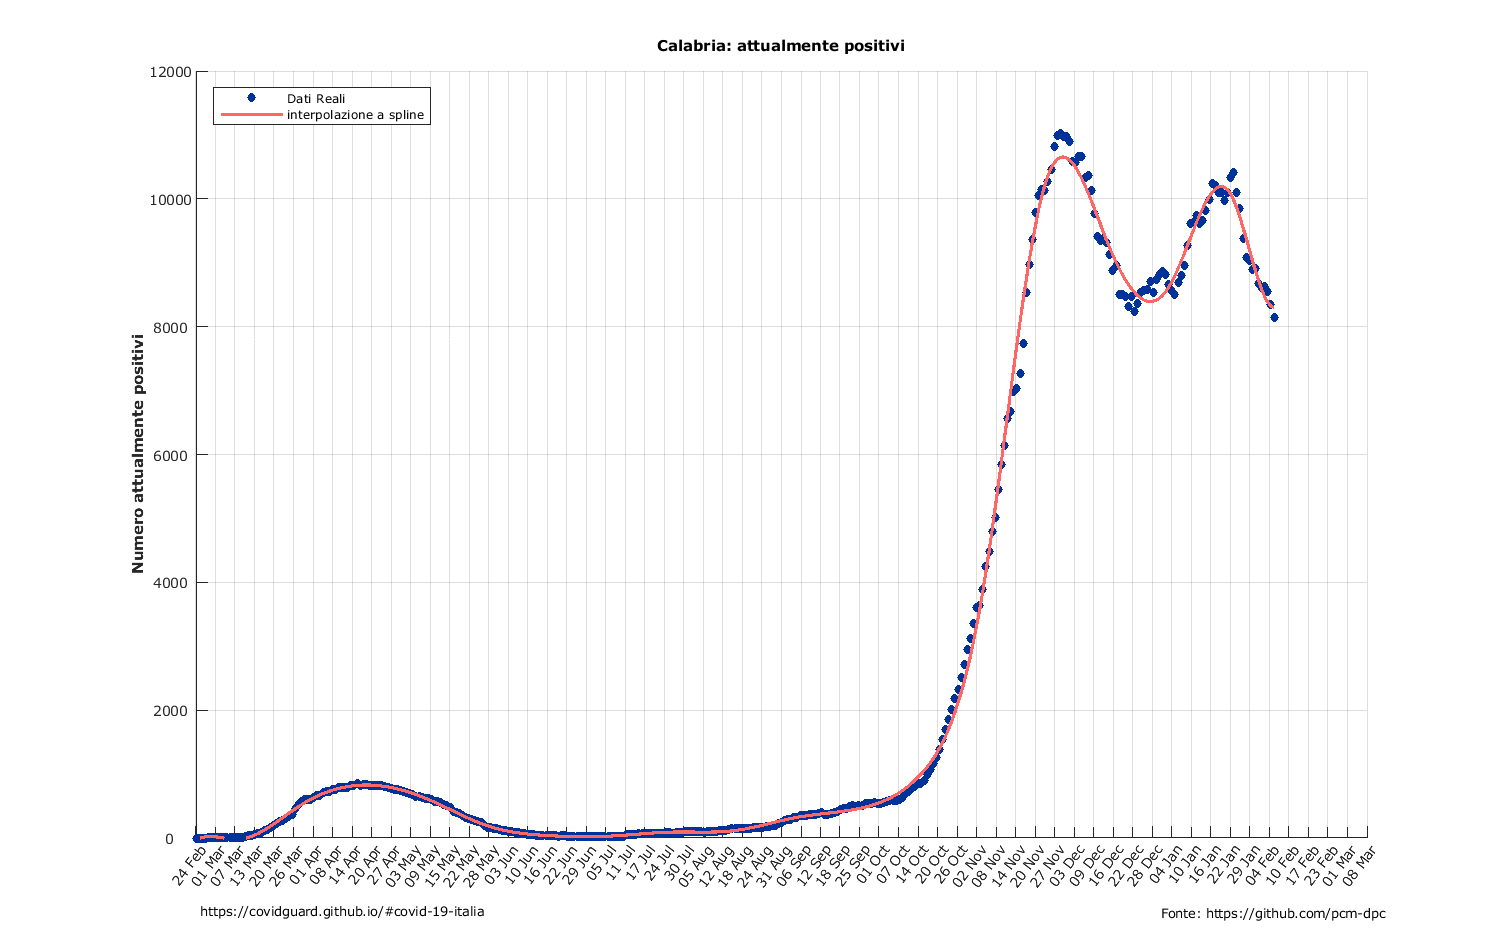 Calabria: attualmente positivi
12000
10000
8000
6000
4000
2000
0
Numero attualmente positivi
Dati Reali
interpolazione a spline
24 Feb
01 Mar
07 Mar
13 Mar
20 Mar
26 Mar
01 Apr
08 Apr
14 Apr
20 Apr
27 Apr
03 May
09 May
15 May
22 May
28 May
03 Jun
10 Jun
16 Jun
22 Jun
29 Jun
05 Jul
11 Jul
17 Jul
24 Jul
30 Jul
05 Aug
12 Aug
18 Aug
24 Aug
31 Aug
06 Sep
12 Sep
18 Sep
25 Sep
01 Oct
07 Oct
14 Oct
20 Oct
26 Oct
02 Nov
08 Nov
14 Nov
20 Nov
27 Nov
03 Dec
09 Dec
16 Dec
22 Dec
28 Dec
04 Jan
10 Jan
16 Jan
22 Jan
29 Jan
04 Feb
10 Feb
17 Feb
23 Feb
01 Mar
08 Mar
https://covidguard.github.io/#covid-19-italia
Fonte: https://github.com/pcm-dpc